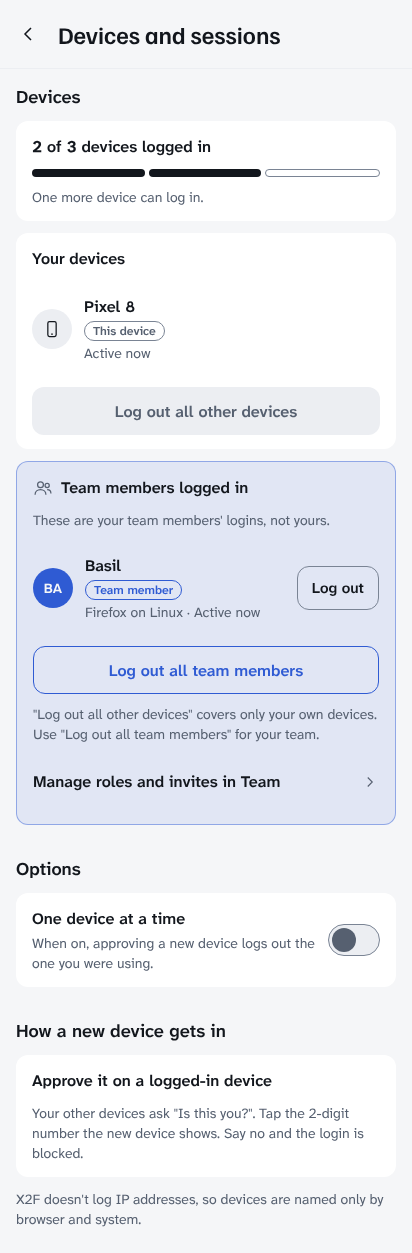 Devices and sessions
Devices
2 of 3 devices logged in
One more device can log in.
Your devices
Pixel 8
This device
Active now
Log out all other devices
Team members logged in
These are your team members' logins, not yours.
BA
Basil
Team member
Firefox on Linux · Active now
Log out
Log out all team members
"Log out all other devices" covers only your own devices.
Use "Log out all team members" for your team.
Manage roles and invites in Team
Options
One device at a time
When on, approving a new device logs out the
one you were using.
How a new device gets in
Approve it on a logged-in device
Your other devices ask "Is this you?". Tap the 2-digit
number the new device shows. Say no and the login is
blocked.
X2F doesn't log IP addresses, so devices are named only by
browser and system.